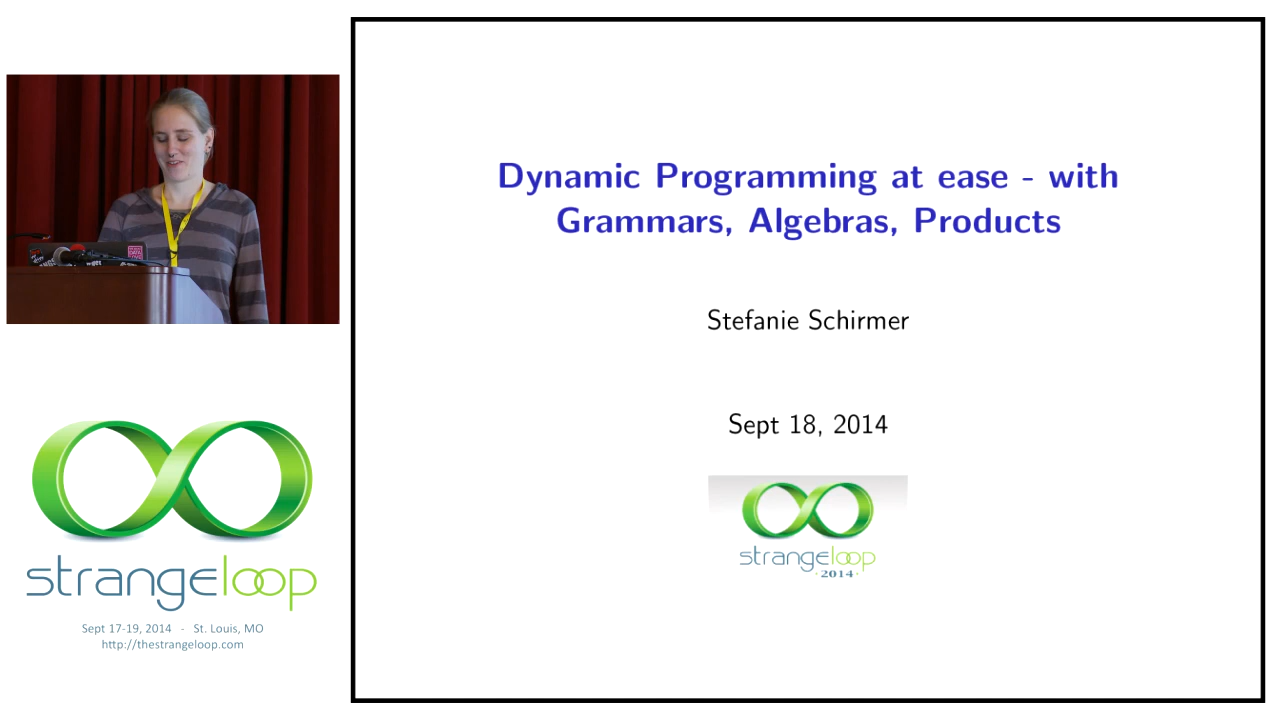 Dynamic Programming at ease - with
Grammars, Algebras, Products
Stefanie Schirmer
Sept 18, 2014
strangeloop
·2014·
strangeloop
Sept 17-19, 2014 - St. Louis, MO
http://thestrangeloop.com